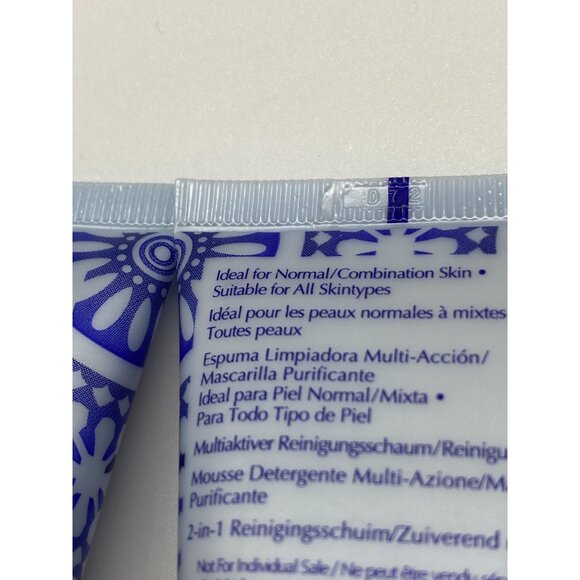 D72
Ideal for Normal/Combination Skin •
Suitable for All Skintypes
Idéal pour les peaux normales à mixtes
Toutes peaux
Espuma Limpiadora Multi-Acción/
Mascarilla Purificante
Ideal para Piel Normal/Mixta •
Para Todo Tipo de Piel
Multiaktiver Reinigungsschaum/Reinigu
Mousse Detergente Multi-Azione/M
Purificante
2-in-1 Reinigingsschuim/Zuiverend
Not For Individual Sale/Ne peut être vendu